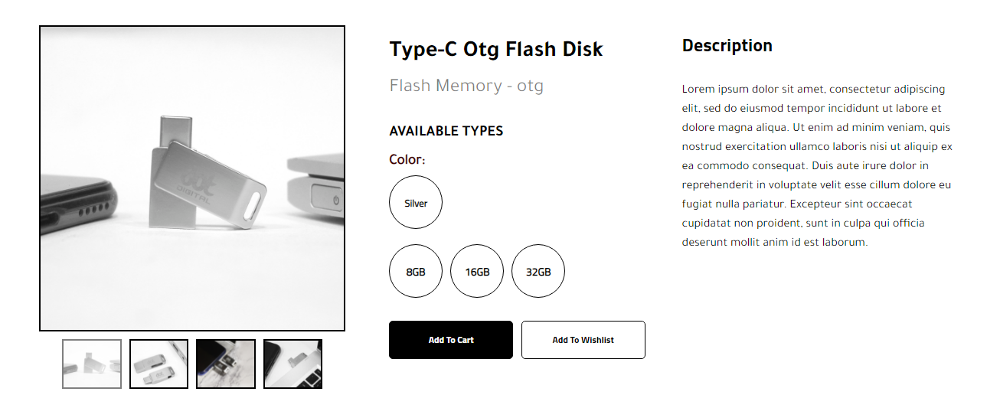 Type-C Otg Flash Disk
Flash Memory - otg
AVAILABLE TYPES
Color:
Silver
8GB 16GB 32GB
Add To Cart Add To Wishlist
Description
Lorem ipsum dolor sit amet, consectetur adipiscing
elit, sed do eiusmod tempor incididunt ut labore et
dolore magna aliqua. Ut enim ad minim veniam, quis
nostrud exercitation ullamco laboris nisi ut aliquip ex
ea commodo consequat. Duis aute irure dolor in
reprehenderit in voluptate velit esse cillum dolore eu
fugiat nulla pariatur. Excepteur sint occaecat
cupidatat non proident, sunt in culpa qui officia
deserunt mollit anim id est laborum.
DIGITAL